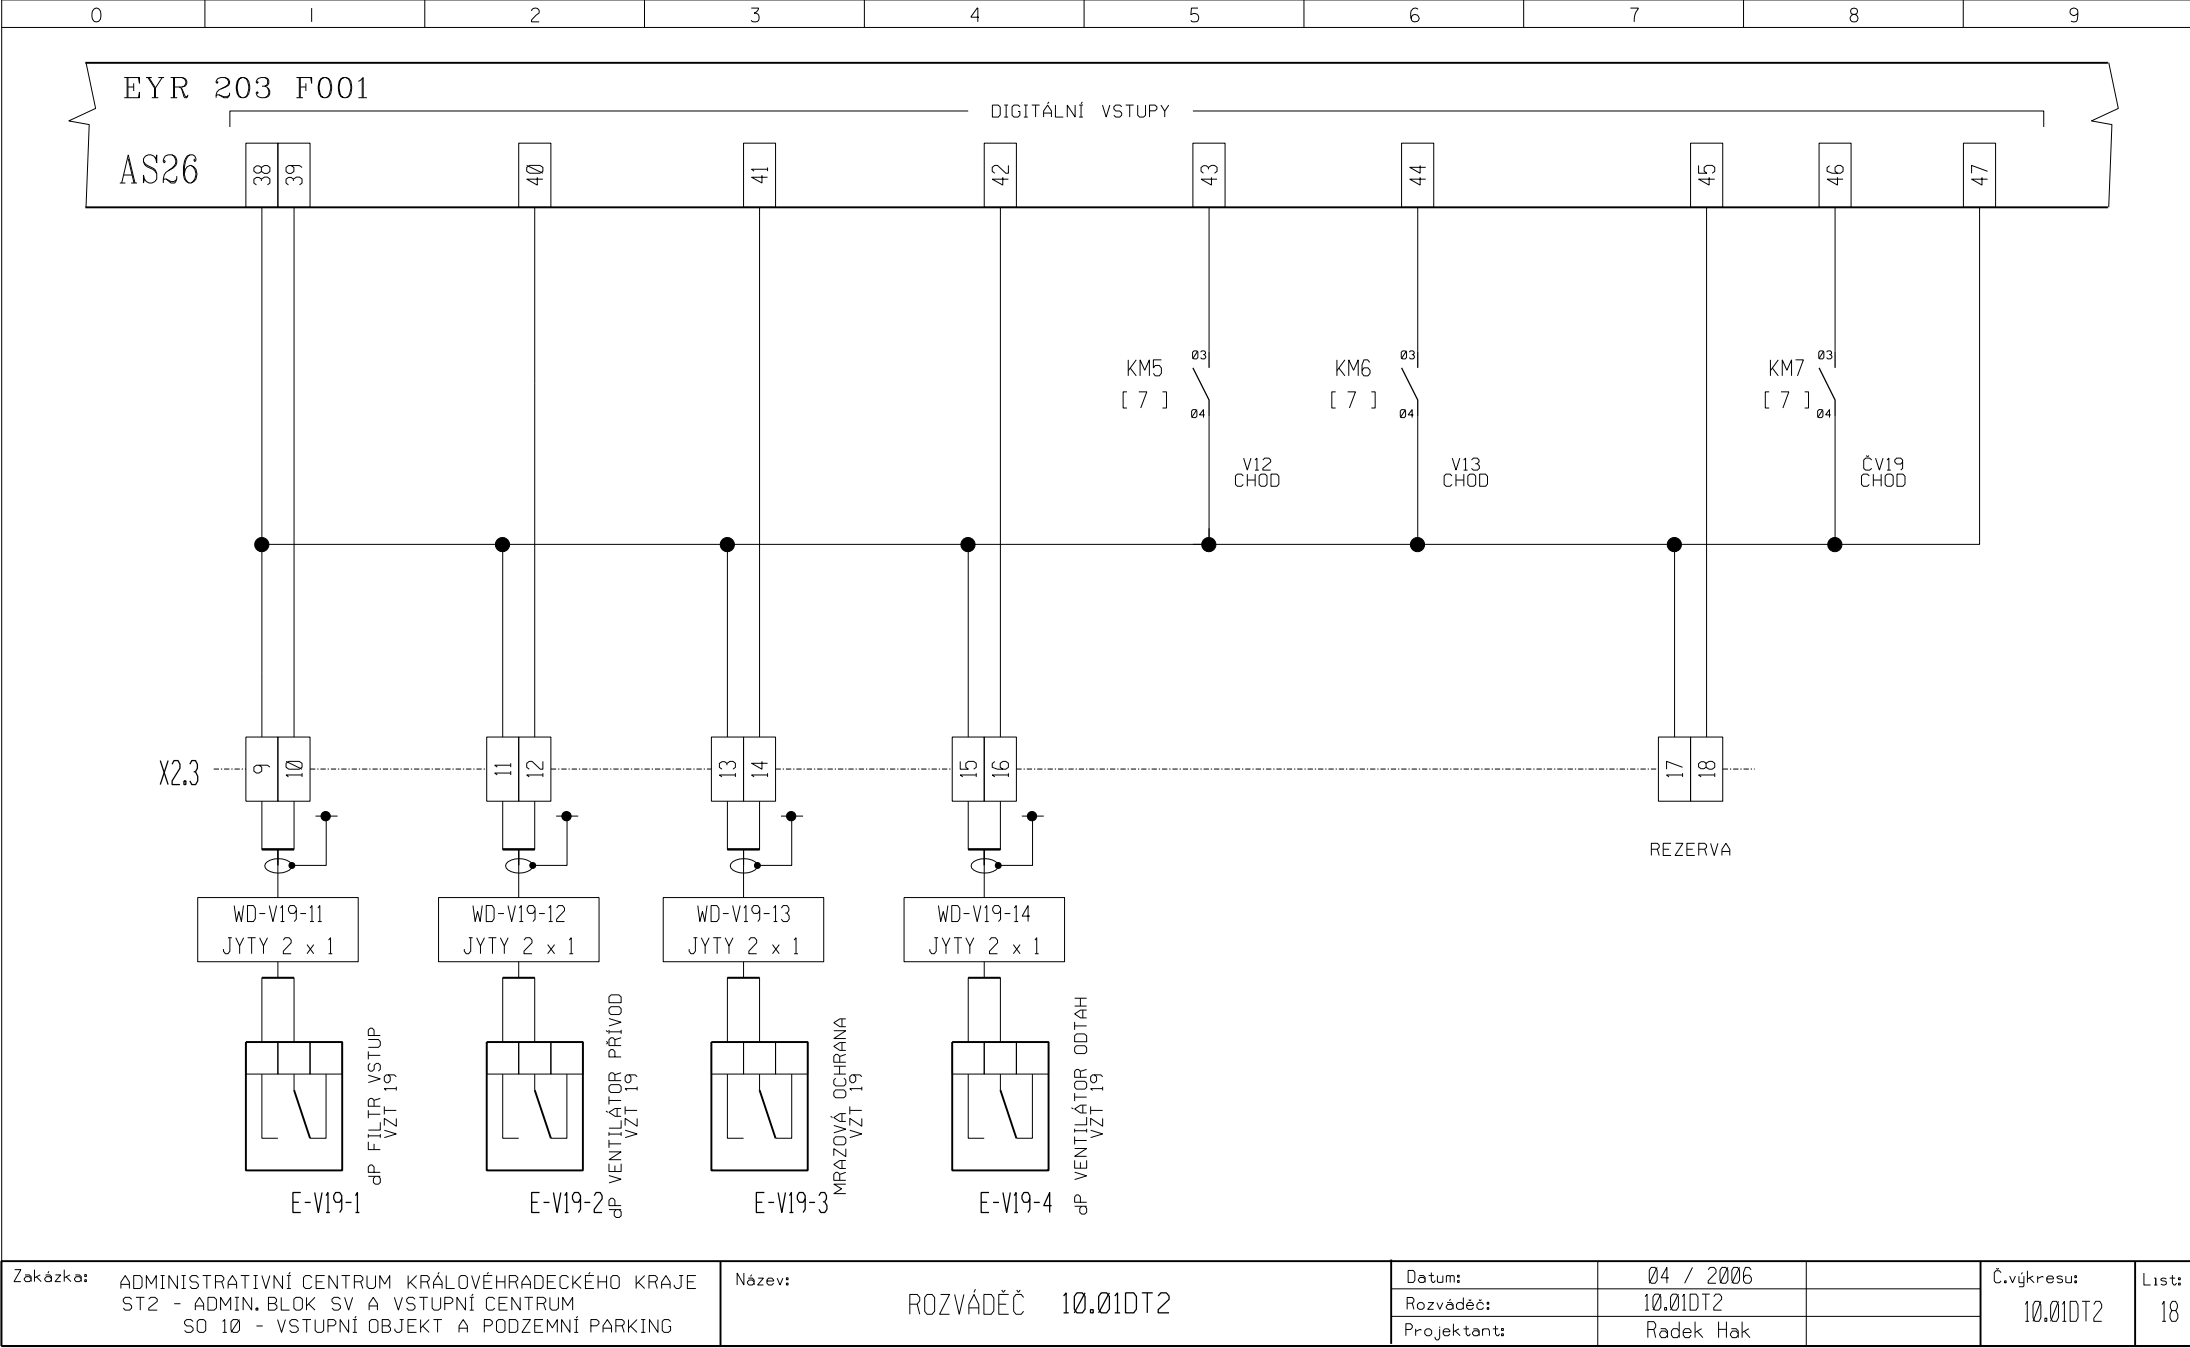 0 1 2 3 4 5 6 7 8 9
EYR 203 F001
DIGITÁLNÍ VSTUPY
AS26
38 39 40 41 42 43 44 45 46 47
03 03 03
KM5 KM6 KM7
[ 7 ] [ 7 ] [ 7 ]
04 04 04
V12 V13 ČV19
CHOD CHOD CHOD
X2.3 9 10 11 12 13 14 15 16 17 18
REZERVA
WD-V19-11 WD-V19-12 WD-V19-13 WD-V19-14
JYTY 2 x 1 JYTY 2 x 1 JYTY 2 x 1 JYTY 2 x 1
dP FILTR VSTUP
VZT 19
dP VENTILÁTOR PŘÍVOD
VZT 19
MRAZOVÁ OCHRANA
VZT 19
dP VENTILÁTOR ODTAH
VZT 19
E-V19-1 E-V19-2 E-V19-3 E-V19-4
Zakázka: ADMINISTRATIVNÍ CENTRUM KRÁLOVÉHRADECKÉHO KRAJE
ST2 - ADMIN. BLOK SV A VSTUPNÍ CENTRUM
SO 10 - VSTUPNÍ OBJEKT A PODZEMNÍ PARKING
Název:
ROZVÁDĚČ 10.01DT2
Datum: 04 / 2006
Rozváděč: 10.01DT2
Projektant: Radek Hak
Č.výkresu:
10.01DT2
List:
18